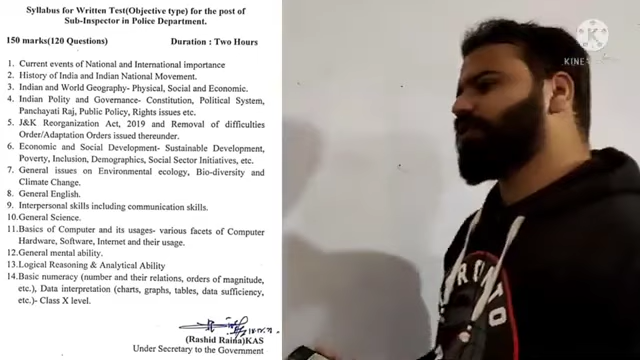 Syllabus for Written Test(Objective type) for the post of
Sub-Inspector in Police Department.
150 marks(120 Questions) Duration : Two Hours
1. Current events of National and International importance
2. History of India and Indian National Movement.
3. Indian and World Geography- Physical, Social and Economic.
4. Indian Polity and Governance- Constitution, Political System,
Panchayati Raj, Public Policy, Rights issues etc.
5. J&K Reorganization Act, 2019 and Removal of difficulties
Order/Adaptation Orders issued thereunder.
6. Economic and Social Development- Sustainable Development,
Poverty, Inclusion, Demographics, Social Sector Initiatives, etc.
7. General issues on Environmental ecology, Bio-diversity and
Climate Change.
8. General English.
9. Interpersonal skills including communication skills.
10.General Science.
11.Basics of Computer and its usages- various facets of Computer
Hardware, Software, Internet and their usage.
12.General mental ability.
13.Logical Reasoning & Analytical Ability
14.Basic numeracy (number and their relations, orders of magnitude,
etc.), Data interpretation (charts, graphs, tables, data sufficiency,
etc.)- Class X level.
(Rashid Raina)KAS
Under Secretary to the Government
KINE